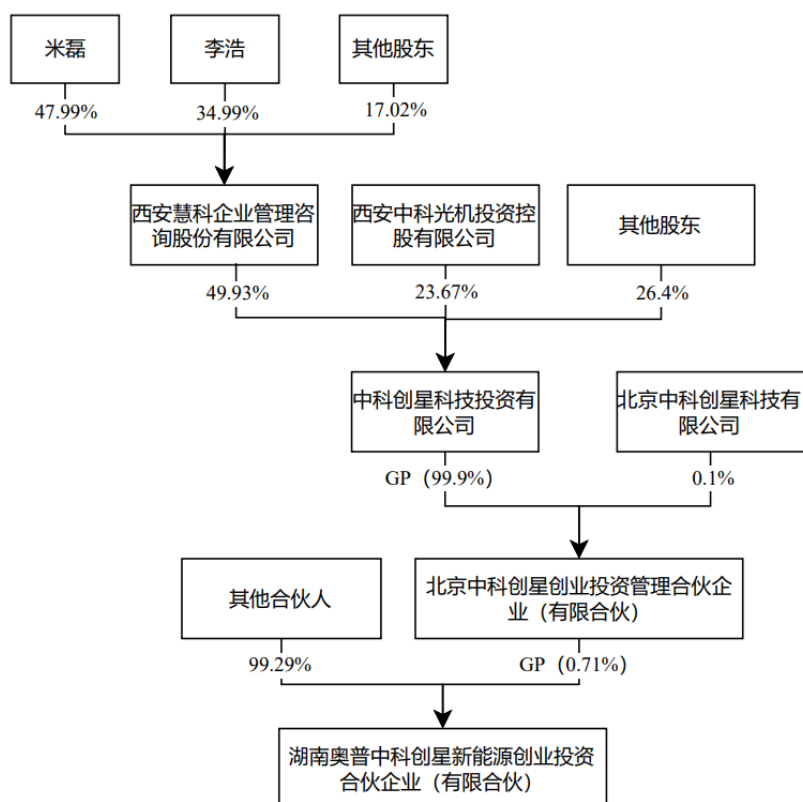 米磊
李浩
其他股东
47.99%
34.99%
17.02%
西安慧科企业管理咨
询股份有限公司
西安中科光机投资控
股有限公司
其他股东
49.93%
23.67%
26.4%
中科创星科技投资有
限公司
北京中科创星科技有
限公司
GP（99.9%）
0.1%
其他合伙人
北京中科创星创业投资管理合伙企
业（有限合伙）
99.29%
GP（0.71%）
湖南奥普中科创星新能源创业投资
合伙企业（有限合伙）